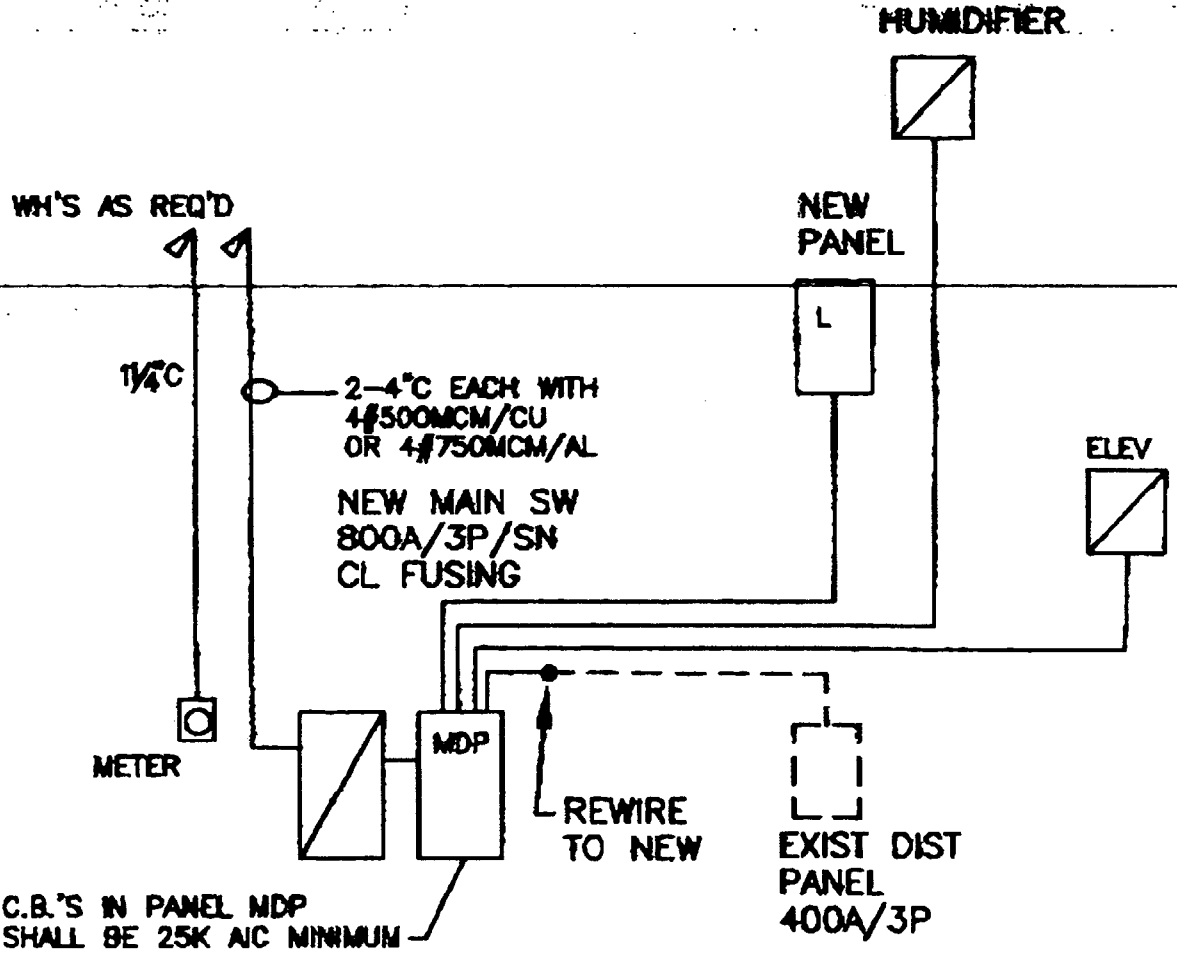 HUMIDIFIER
WH'S AS REQ'D
NEW
PANEL
L
1¼"C
2-4"C EACH WITH
4#500MCM/CU
OR 4#750MCM/AL
ELEV
NEW MAIN SW
800A/3P/SN
CL FUSING
METER
MDP
REWIRE
TO NEW
EXIST DIST
PANEL
400A/3P
C.B.'S IN PANEL MDP
SHALL BE 25K AIC MINIMUM